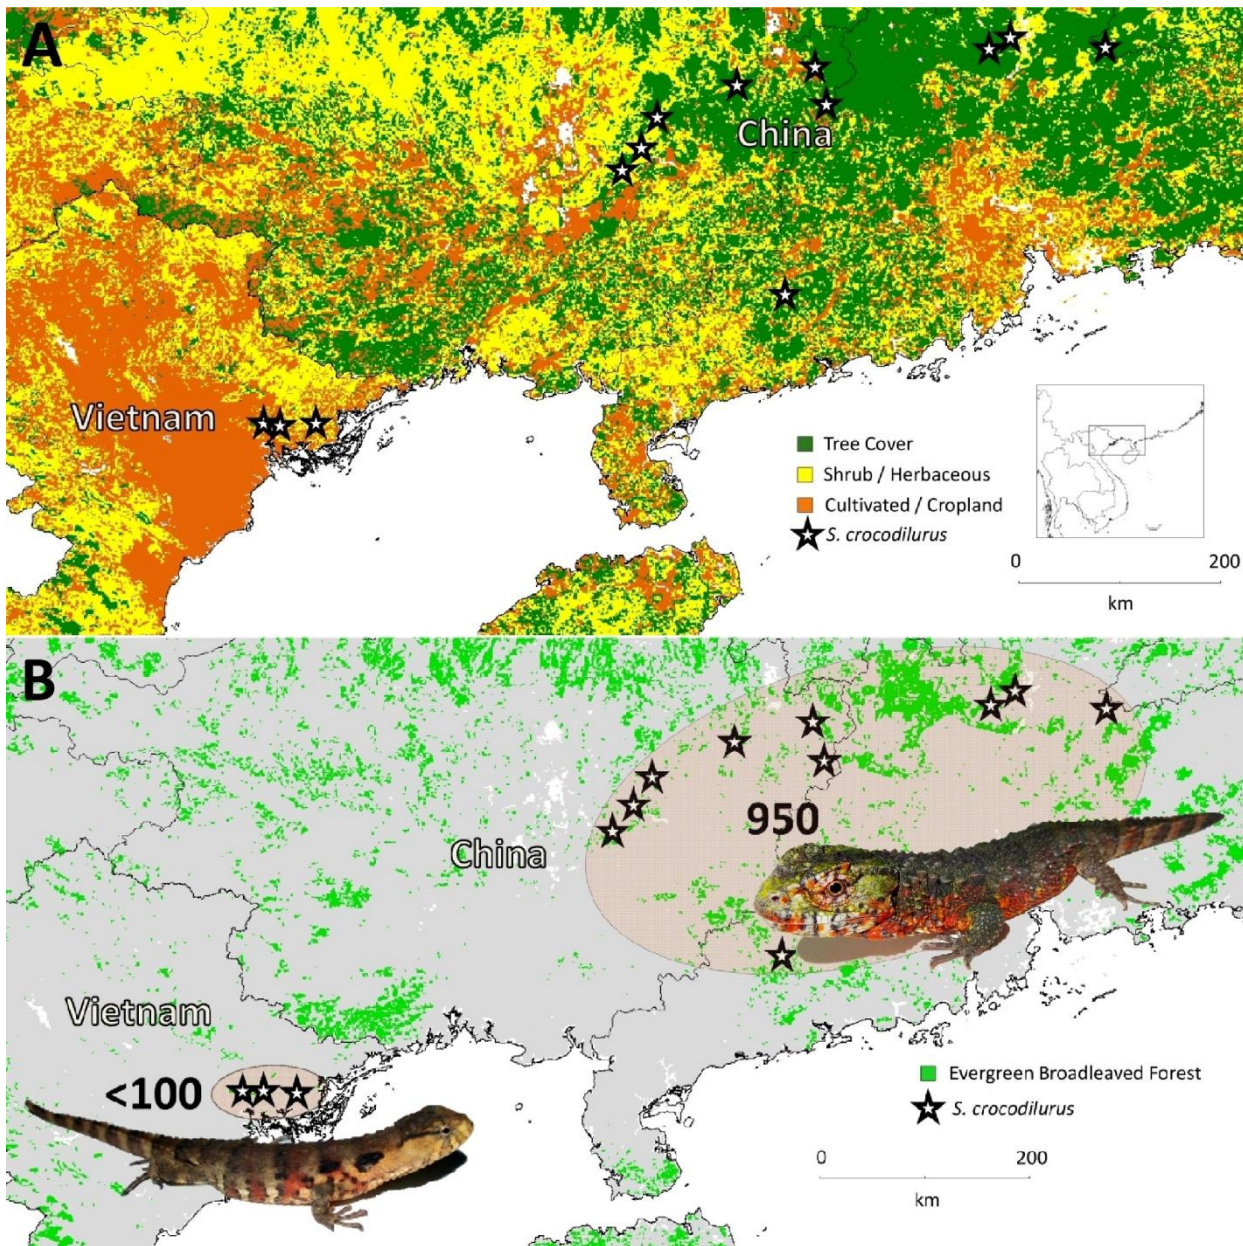 A
China
Vietnam
Tree Cover
Shrub / Herbaceous
Cultivated / Cropland
S. crocodilurus
0 200
km
B
950
China
Vietnam
<100
Evergreen Broadleaved Forest
S. crocodilurus
0 200
km